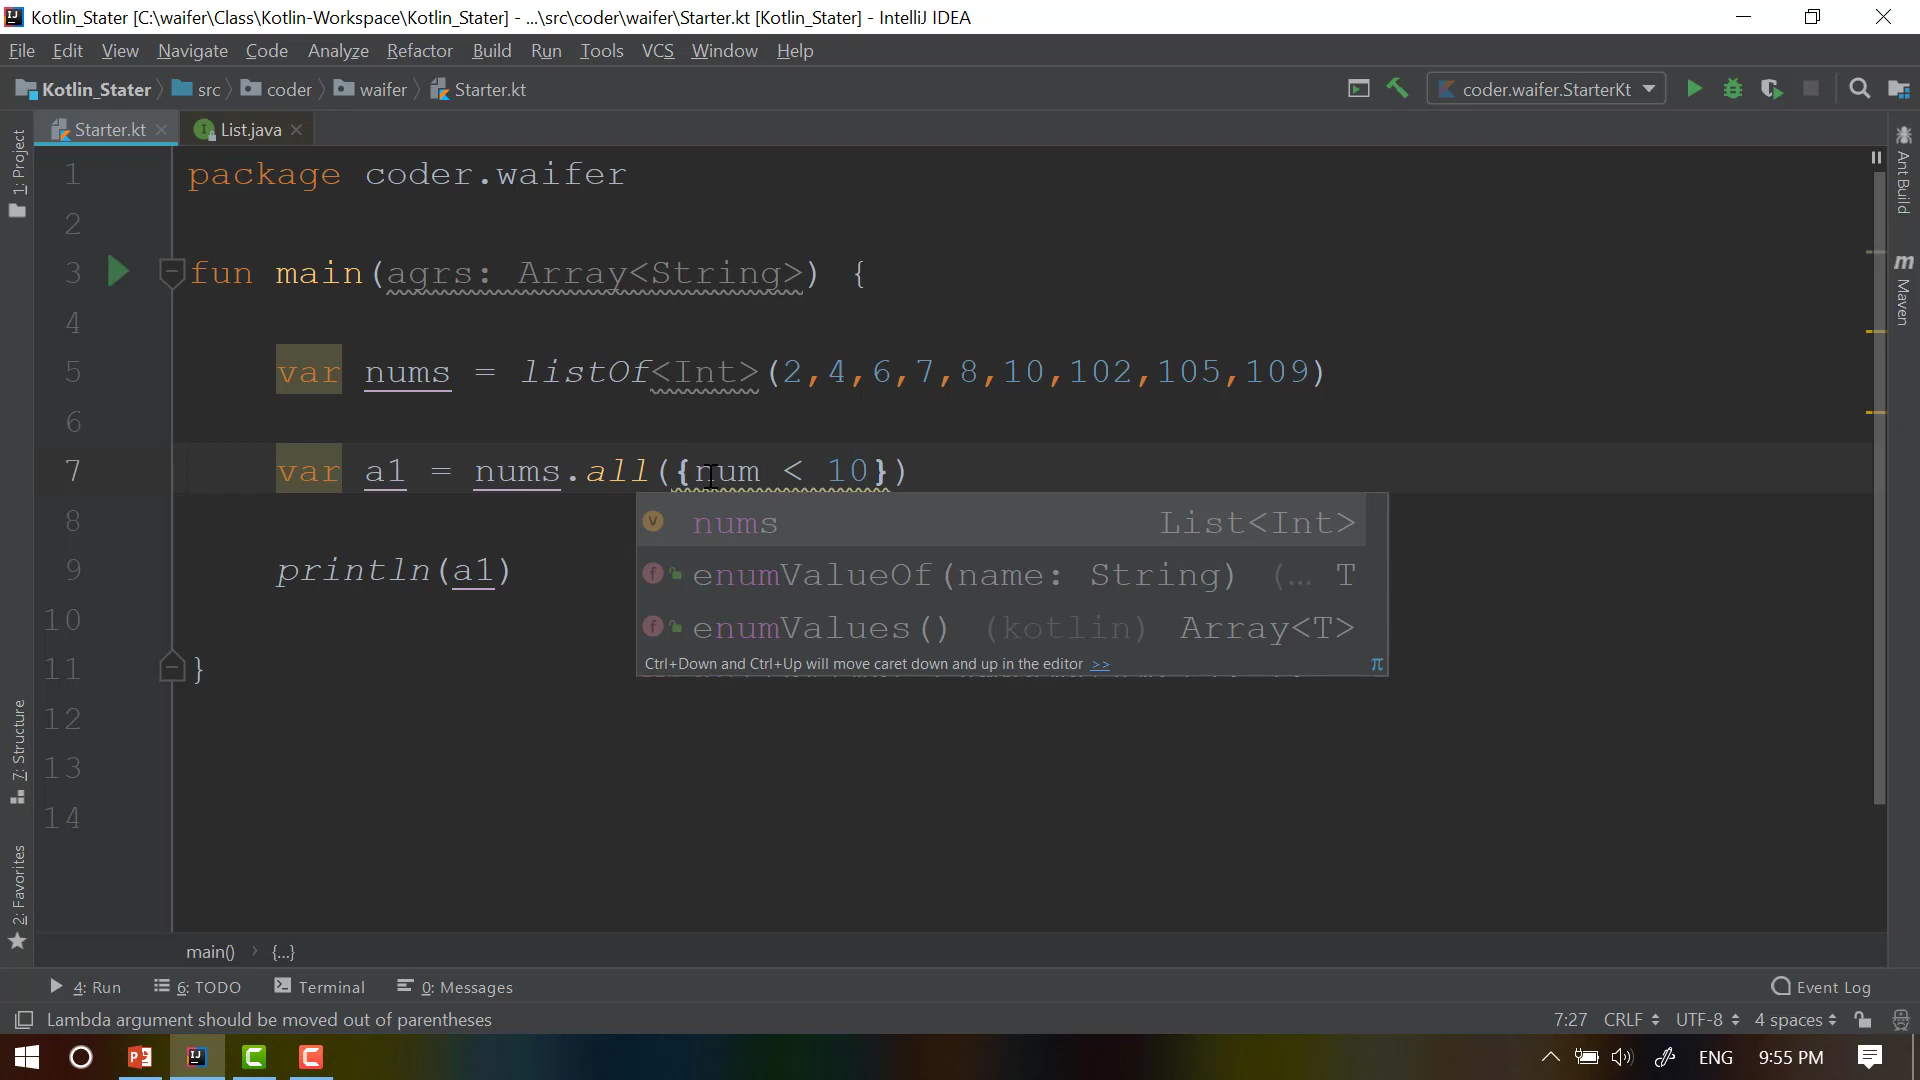 Kotlin_Stater [C:\waifer\Class\Kotlin-Workspace\Kotlin_Stater] - ...\src\coder\waifer\Starter.kt [Kotlin_Stater] - IntelliJ IDEA
File Edit View Navigate Code Analyze Refactor Build Run Tools VCS Window Help
Kotlin_Stater src coder waifer Starter.kt coder.waifer.StarterKt
Starter.kt List.java
1: Project
7: Structure
2: Favorites
1 package coder.waifer
2
3 fun main(agrs: Array<String>) {
4
5 var nums = listOf<Int>(2,4,6,7,8,10,102,105,109)
6
7 var a1 = nums.all({num < 10})
nums List<Int>
8
enumValueOf(name: String) (... T
9 println(a1)
enumValues() (kotlin) Array<T>
10
Ctrl+Down and Ctrl+Up will move caret down and up in the editor >> π
11 }
12
13
14
Ant Build
m Maven
main() {...}
4: Run 6: TODO Terminal 0: Messages Event Log
Lambda argument should be moved out of parentheses 7:27 CRLF UTF-8 4 spaces
ENG 9:55 PM